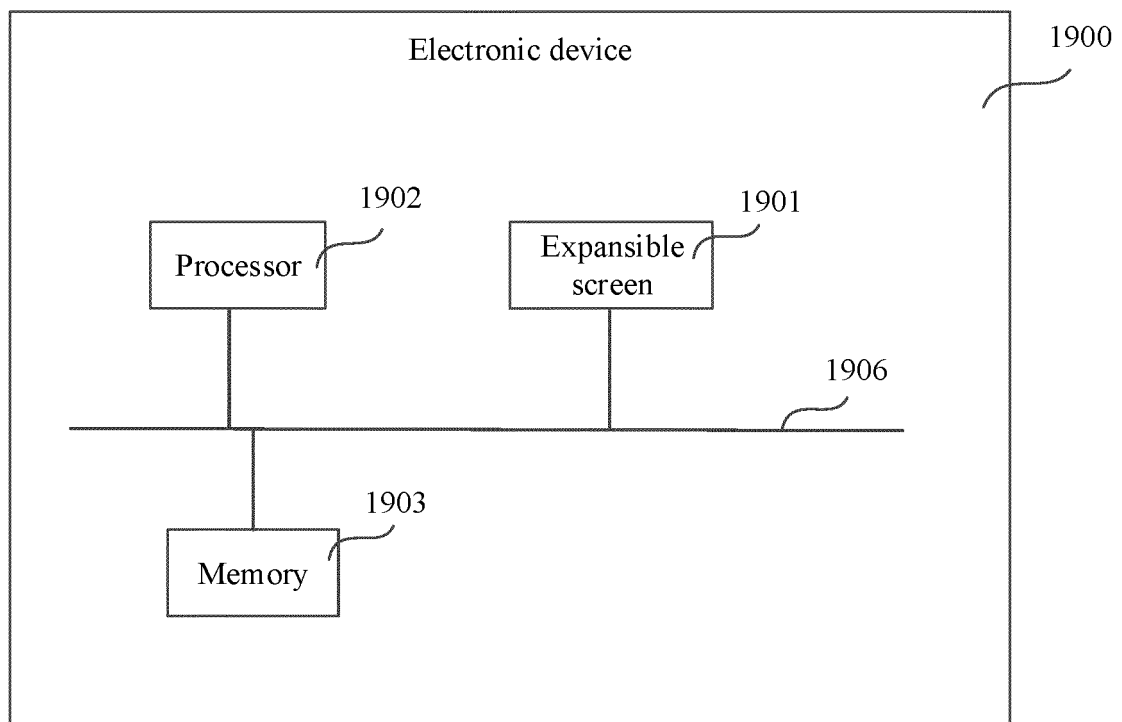 Electronic device
1900
1902
1901
Processor
Expansible
screen
1906
1903
Memory